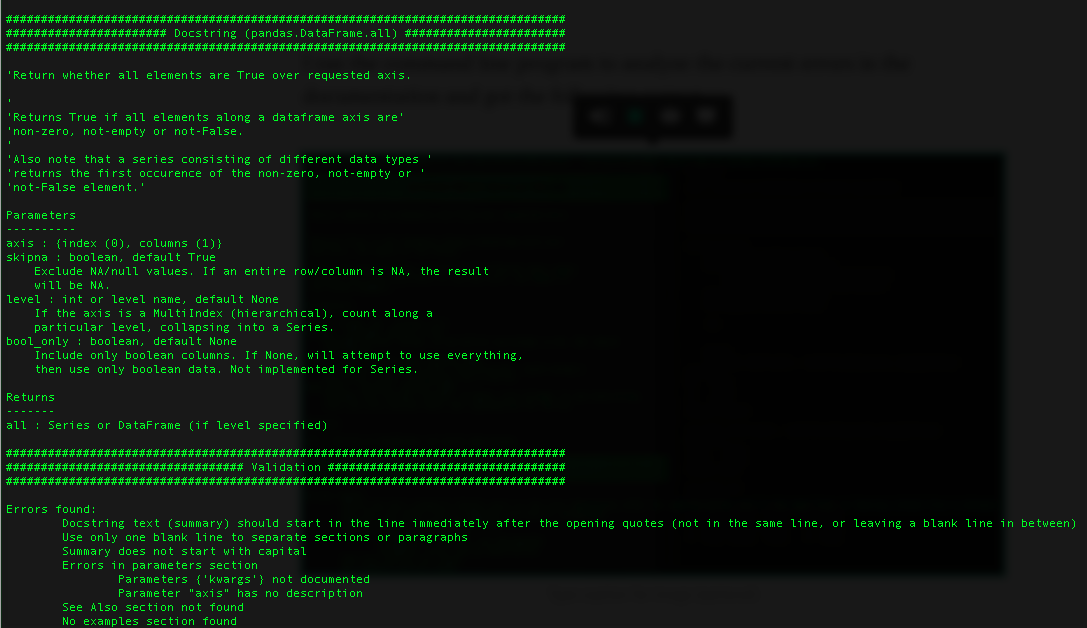 ################################################################################
####################### Docstring (pandas.DataFrame.all) #######################
################################################################################
'Return whether all elements are True over requested axis.
'
'Returns True if all elements along a dataframe axis are'
'non-zero, not-empty or not-False.
'
'Also note that a series consisting of different data types '
'returns the first occurence of the non-zero, not-empty or '
'not-False element.'
Parameters
----------
axis : {index (0), columns (1)}
skipna : boolean, default True
    Exclude NA/null values. If an entire row/column is NA, the result
    will be NA.
level : int or level name, default None
    If the axis is a MultiIndex (hierarchical), count along a
    particular level, collapsing into a Series.
bool_only : boolean, default None
    Include only boolean columns. If None, will attempt to use everything,
    then use only boolean data. Not implemented for Series.
Returns
-------
all : Series or DataFrame (if level specified)
################################################################################
################################## Validation ##################################
################################################################################
Errors found:
        Docstring text (summary) should start in the line immediately after the opening quotes (not in the same line, or leaving a blank line in between)
        Use only one blank line to separate sections or paragraphs
        Summary does not start with capital
        Errors in parameters section
                Parameters {'kwargs'} not documented
                Parameter "axis" has no description
        See Also section not found
        No examples section found